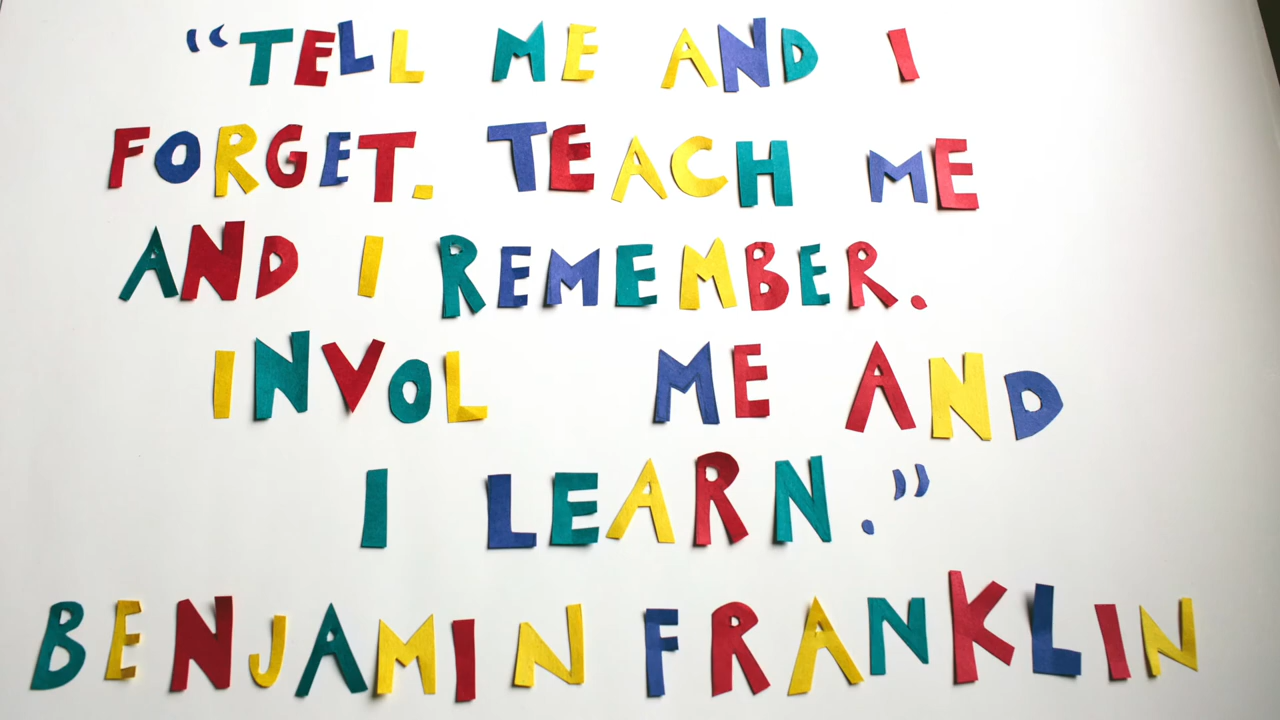 “TELL ME AND I
FORGET. TEACH ME
AND I REMEMBER.
INVOL ME AND
I LEARN.”
BENJAMIN FRANKLIN